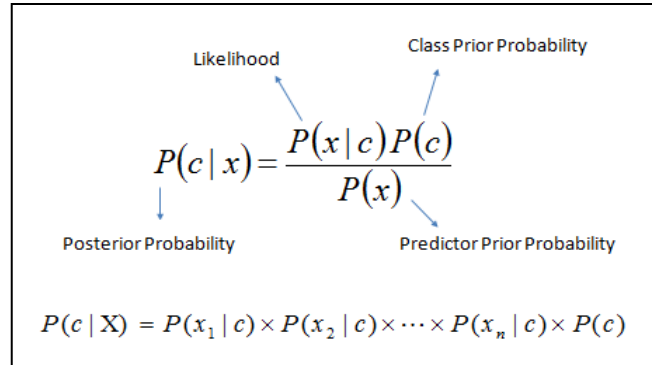 Likelihood
Class Prior Probability
P(c | x) = P(x | c)P(c) / P(x)
Posterior Probability
Predictor Prior Probability
P(c | X) = P(x₁ | c) × P(x₂ | c) × ⋯ × P(xₙ | c) × P(c)